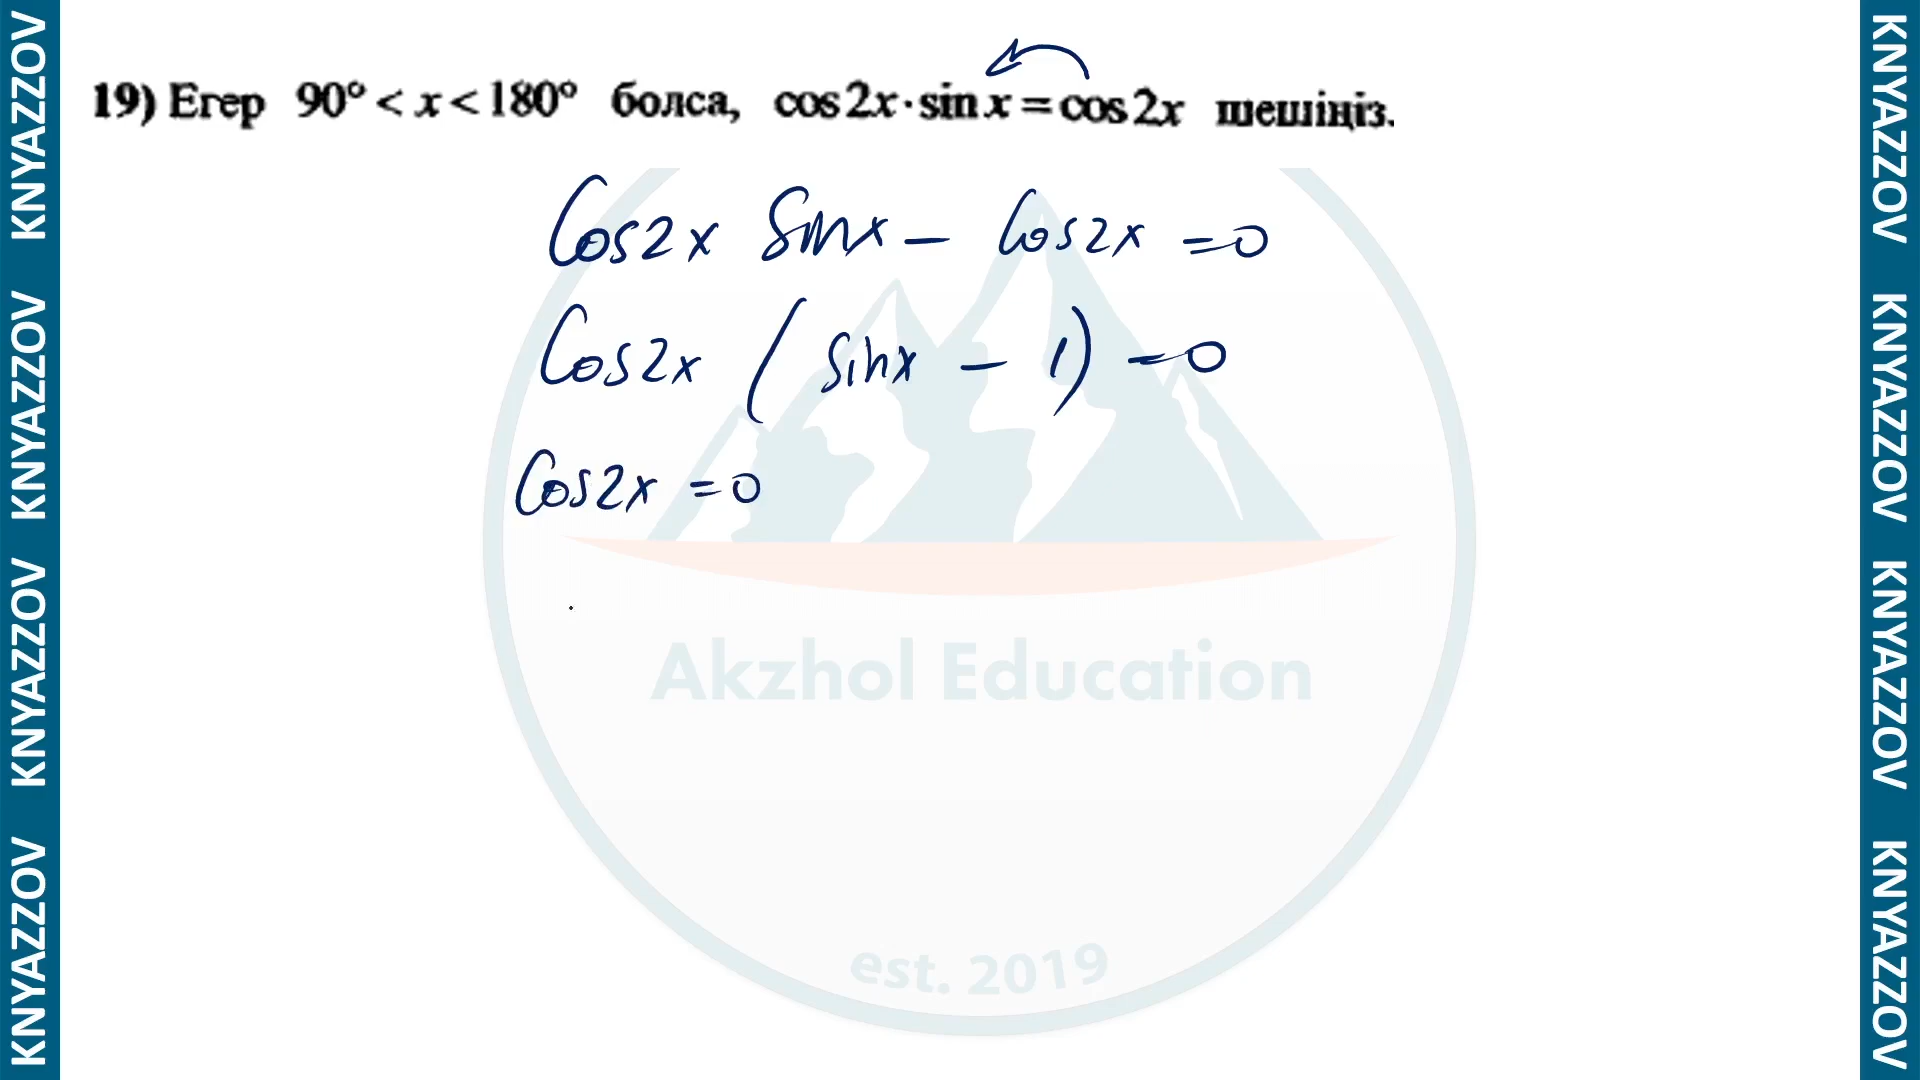 19) Егер 90° < x < 180° болса, cos 2x · sin x = cos 2x шешіңіз.
Cos2x Sinx – Cos2x = 0
Cos2x ( sinx – 1) = 0
Cos2x = 0
Akzhol Education
est. 2019
KNYAZZOV KNYAZZOV KNYAZZOV KNYAZZOV
KNYAZZOV KNYAZZOV KNYAZZOV KNYAZZOV